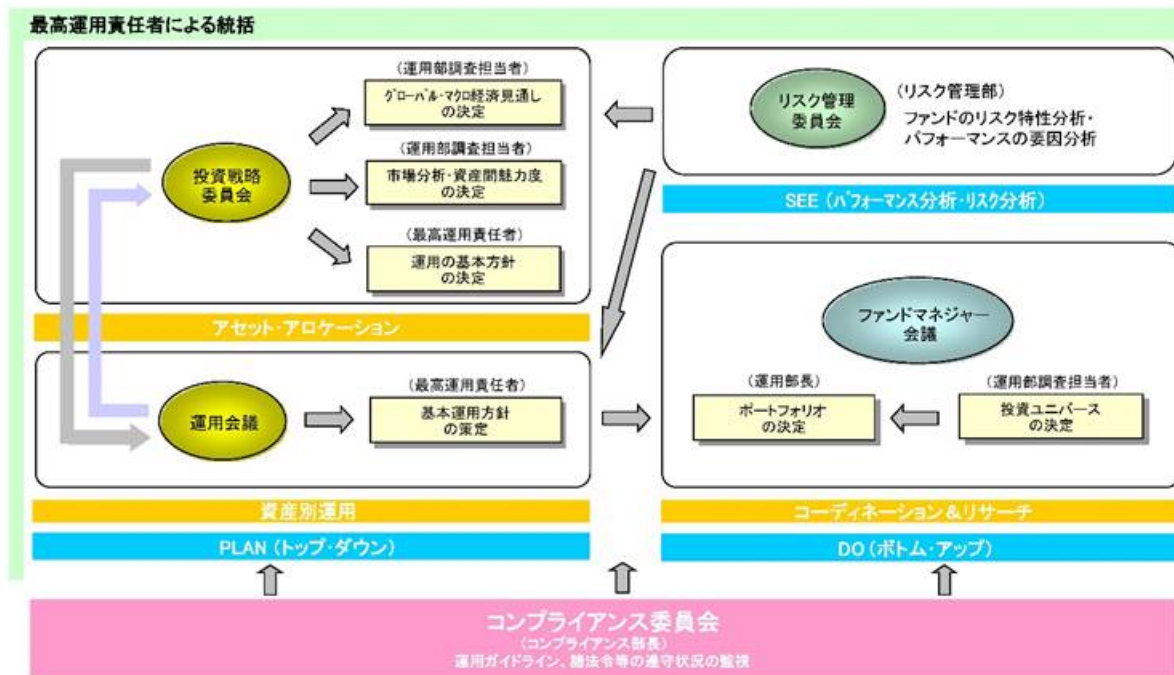 最高運用責任者による統括
(運用部調査担当者)
グローバル・マクロ経済見通し
の決定
投資戦略
委員会
(運用部調査担当者)
市場分析・資産間魅力度
の決定
(最高運用責任者)
運用の基本方針
の決定
アセット・アロケーション
運用会議
(最高運用責任者)
基本運用方針
の策定
資産別運用
PLAN (トップ・ダウン)
リスク管理
委員会
(リスク管理部)
ファンドのリスク特性分析・
パフォーマンスの要因分析
SEE (パフォーマンス分析・リスク分析)
ファンドマネジャー
会議
(運用部長)
ポートフォリオ
の決定
(運用部調査担当者)
投資ユニバース
の決定
コーディネーション&リサーチ
DO (ボトム・アップ)
コンプライアンス委員会
(コンプライアンス部長)
運用ガイドライン、諸法令等の遵守状況の監視